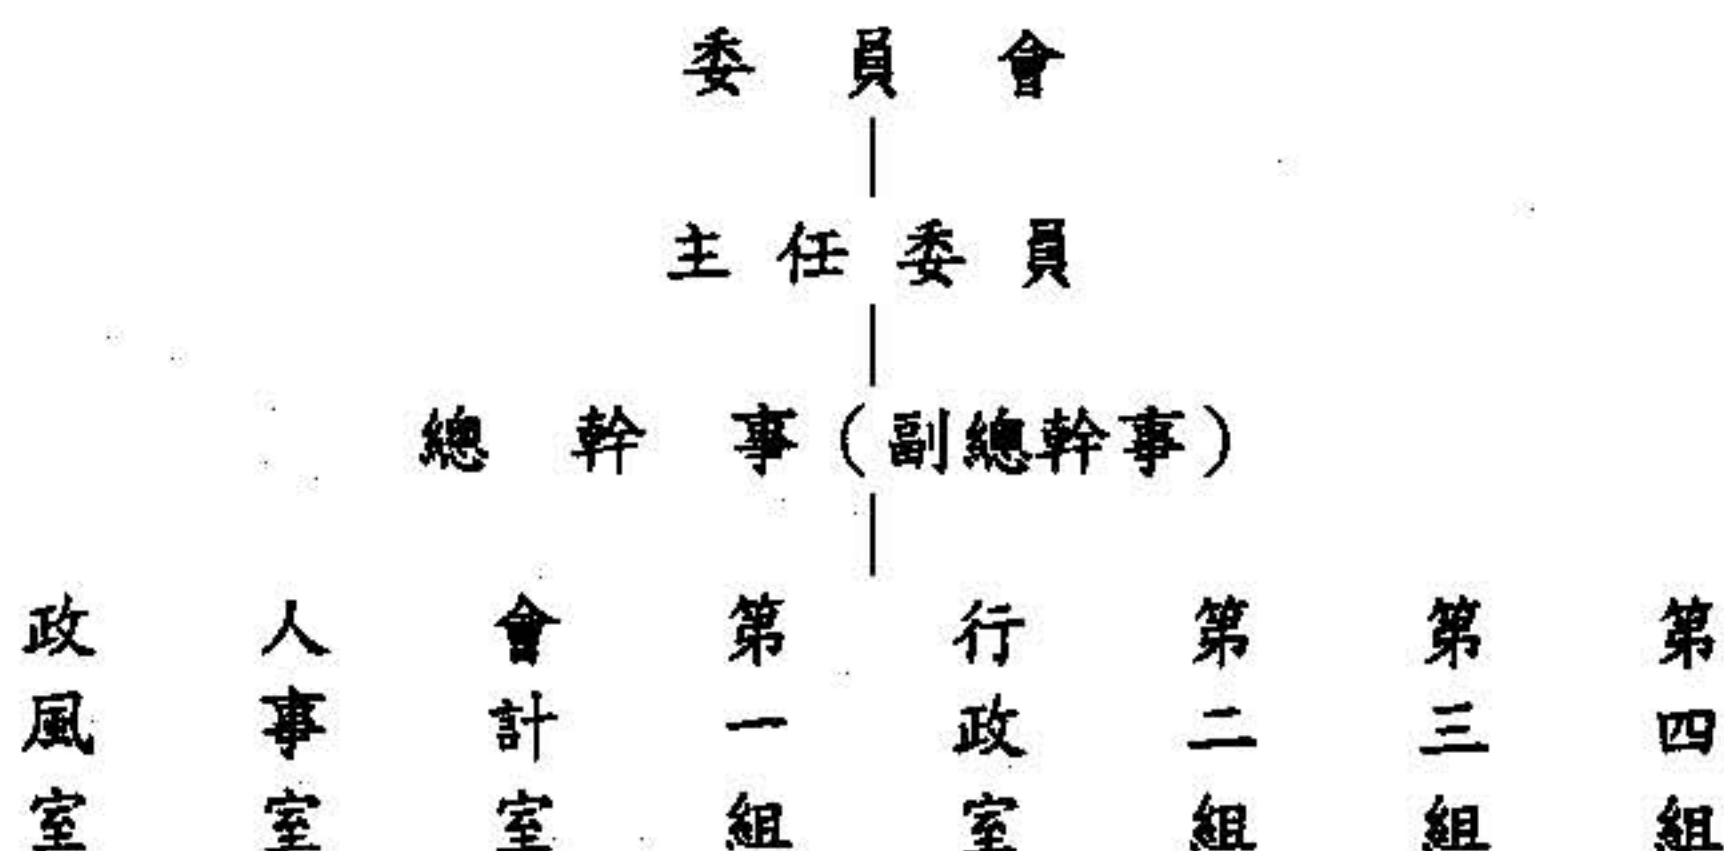 委員會
主任委員
總幹事（副總幹事）
政風室
人事室
會計室
第一組
行政室
第二組
第三組
第四組